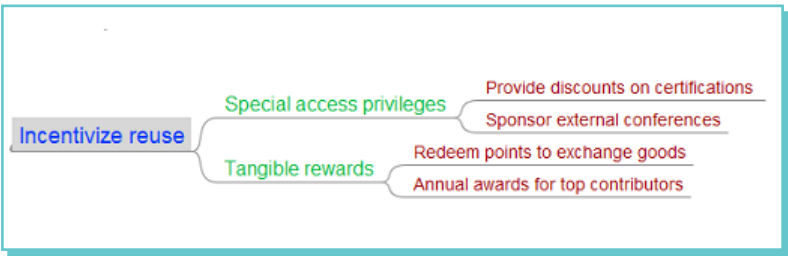 Incentivize reuse
Special access privileges
Provide discounts on certifications
Sponsor external conferences
Tangible rewards
Redeem points to exchange goods
Annual awards for top contributors